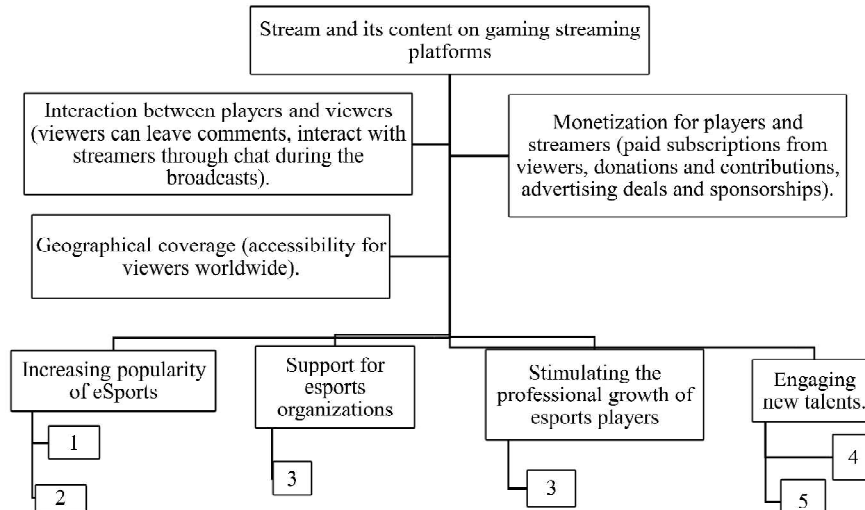 Stream and its content on gaming streaming
platforms
Interaction between players and viewers
(viewers can leave comments, interact with
streamers through chat during the
broadcasts).
Monetization for players and
streamers (paid subscriptions from
viewers, donations and contributions,
advertising deals and sponsorships).
Geographical coverage (accessibility for
viewers worldwide).
Increasing popularity
of eSports
1
2
Support for
esports
organizations
3
Stimulating the
professional growth of
esports players
3
Engaging
new talents.
4
5